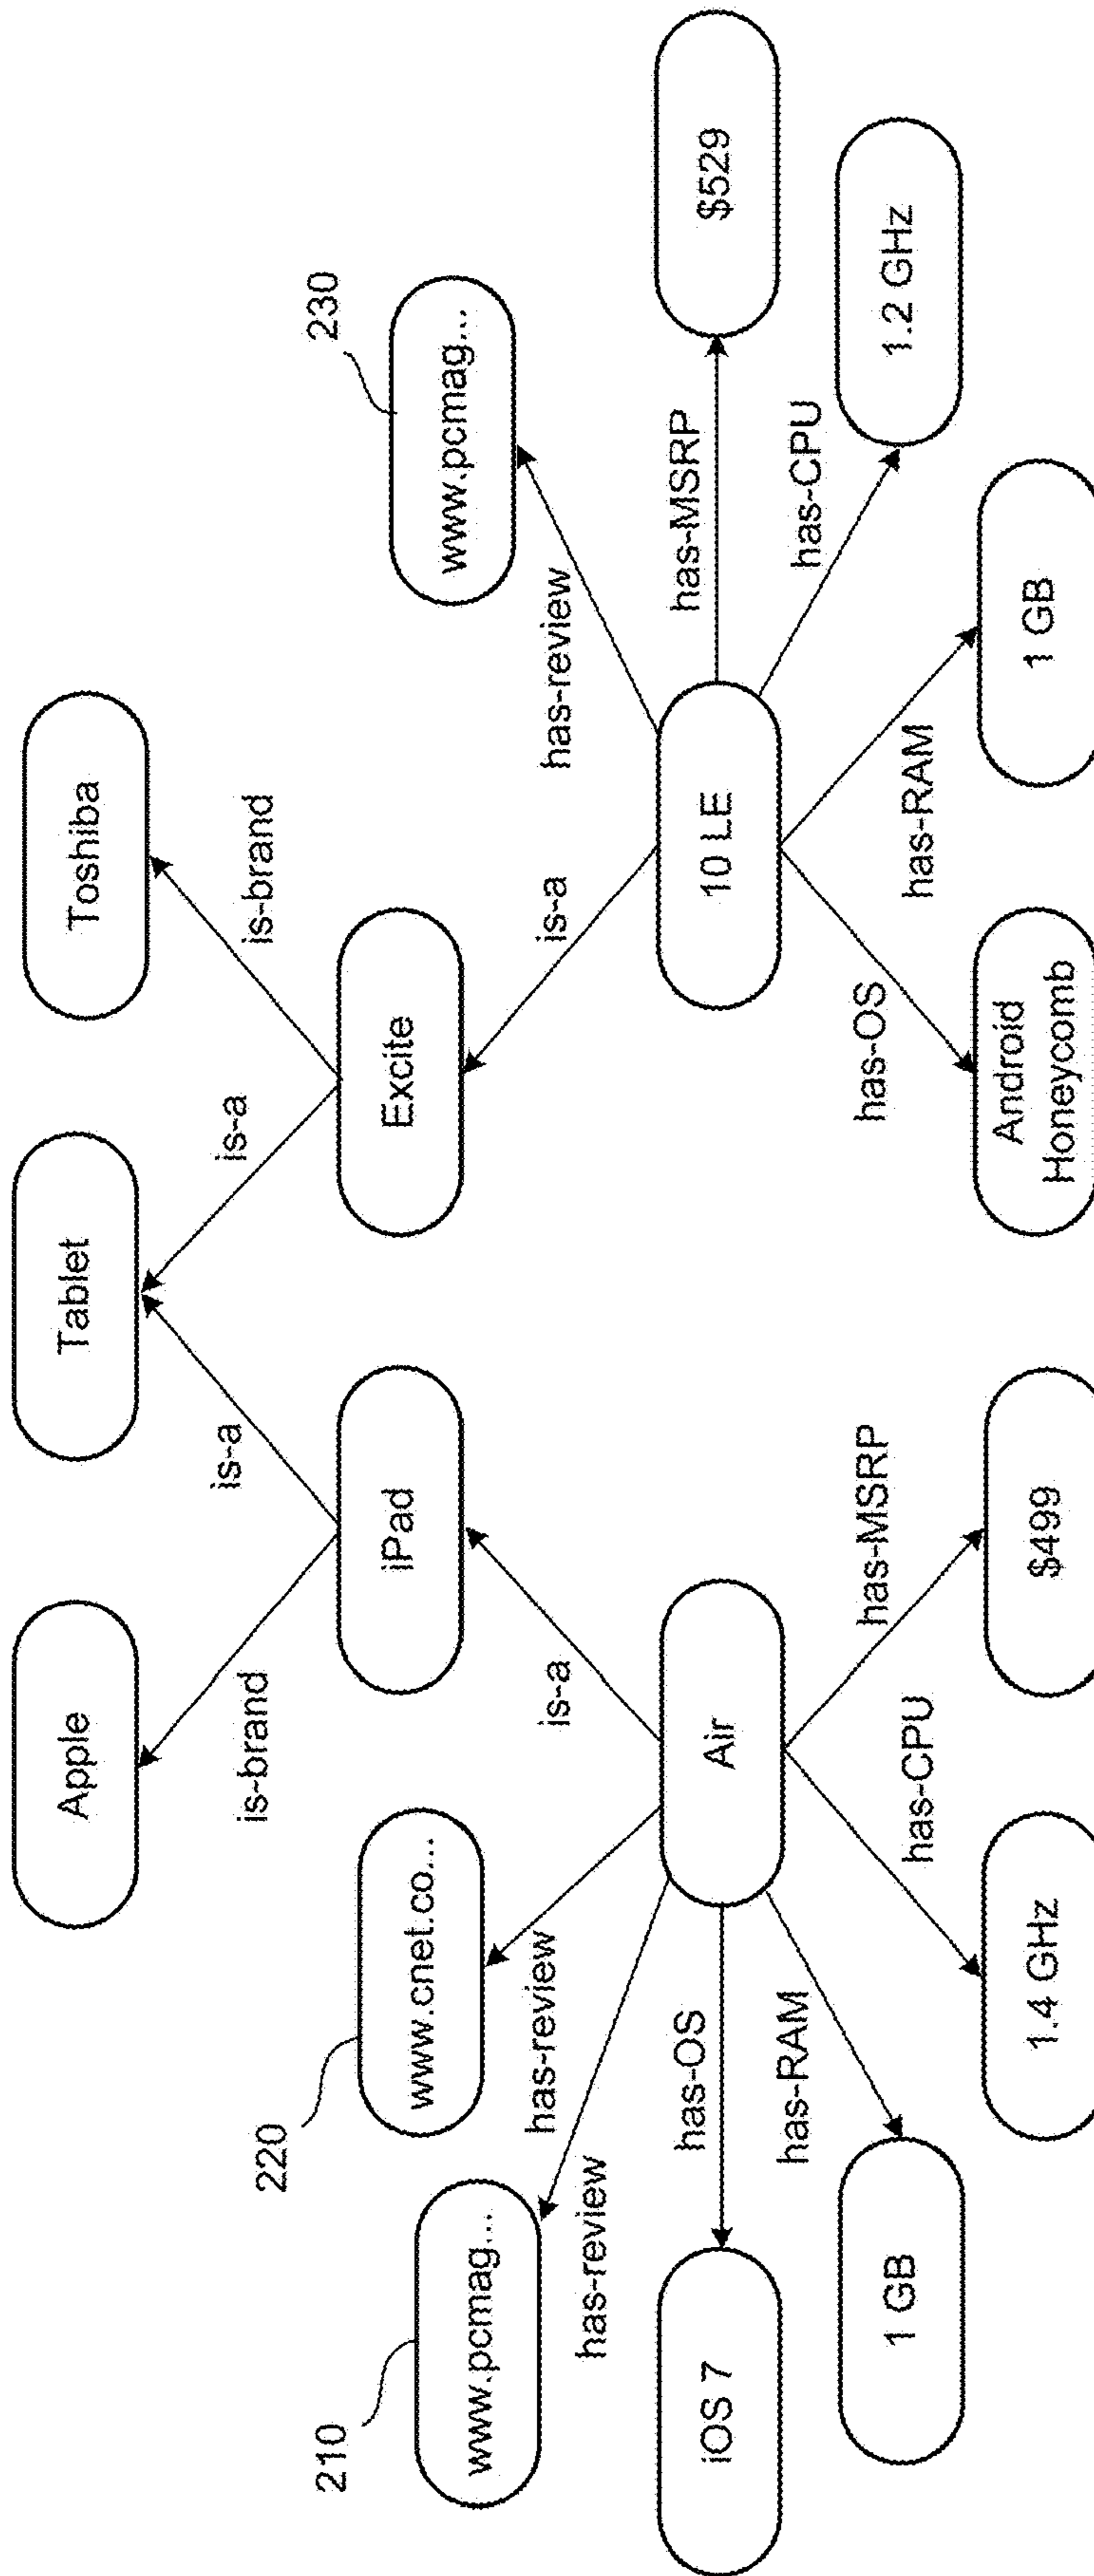 Apple
Tablet
Toshiba
is-brand
is-a
is-a
is-brand
220
www.cnet.co...
iPad
Excite
230
www.pcmag...
210
www.pcmag...
has-review
has-review
is-a
is-a
has-review
iOS 7
has-OS
Air
10 LE
has-MSRP
$529
has-RAM
1 GB
has-CPU
1.4 GHz
has-MSRP
$499
has-OS
Android
Honeycomb
has-RAM
1 GB
has-CPU
1.2 GHz